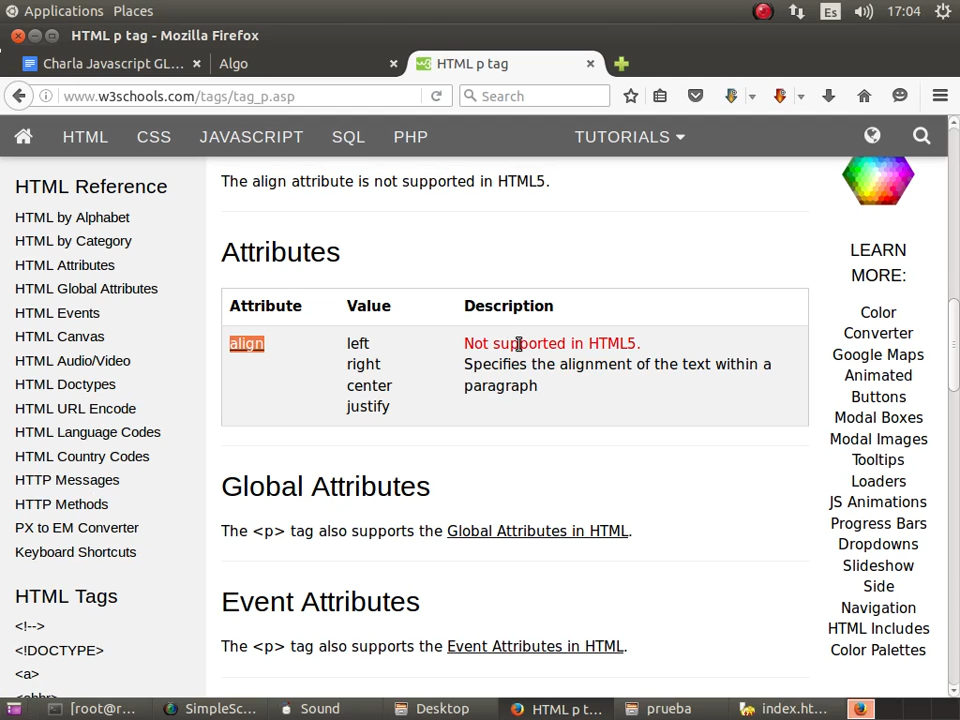 Applications Places Es 17:04
HTML p tag - Mozilla Firefox
Charla Javascript GL... × Algo × HTML p tag ×
www.w3schools.com/tags/tag_p.asp Search
HTML CSS JAVASCRIPT SQL PHP TUTORIALS
HTML Reference
HTML by Alphabet
HTML by Category
HTML Attributes
HTML Global Attributes
HTML Events
HTML Canvas
HTML Audio/Video
HTML Doctypes
HTML URL Encode
HTML Language Codes
HTML Country Codes
HTTP Messages
HTTP Methods
PX to EM Converter
Keyboard Shortcuts
HTML Tags
<!-->
<!DOCTYPE>
<a>
<abbr>
The align attribute is not supported in HTML5.
Attributes
Attribute Value Description
align left Not supported in HTML5.
right Specifies the alignment of the text within a
center paragraph
justify
Global Attributes
The <p> tag also supports the Global Attributes in HTML.
Event Attributes
The <p> tag also supports the Event Attributes in HTML.
LEARN
MORE:
Color
Converter
Google Maps
Animated
Buttons
Modal Boxes
Modal Images
Tooltips
Loaders
JS Animations
Progress Bars
Dropdowns
Slideshow
Side
Navigation
HTML Includes
Color Palettes
[root@r... SimpleSc... Sound Desktop HTML p t... prueba index.ht...